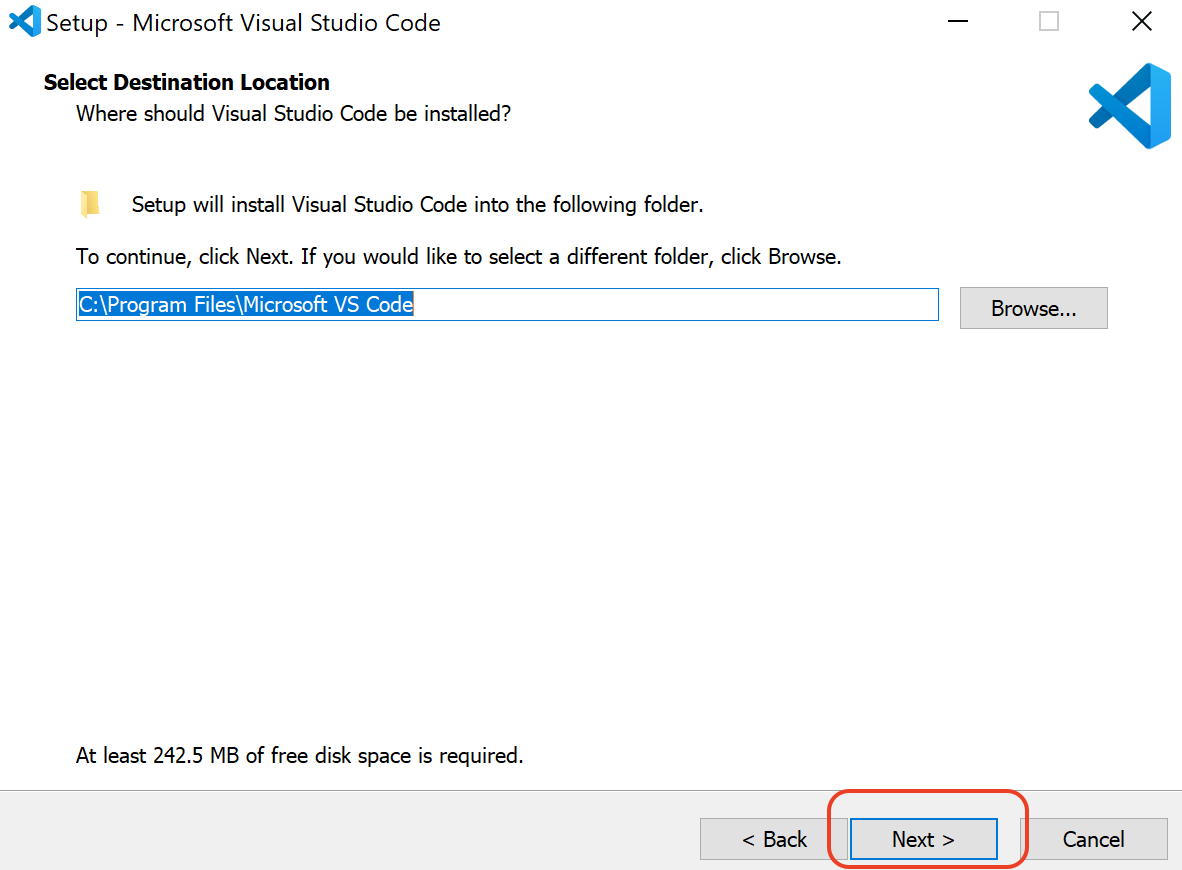 Setup - Microsoft Visual Studio Code
Select Destination Location
Where should Visual Studio Code be installed?
Setup will install Visual Studio Code into the following folder.
To continue, click Next. If you would like to select a different folder, click Browse.
C:\Program Files\Microsoft VS Code
Browse...
At least 242.5 MB of free disk space is required.
< Back
Next >
Cancel